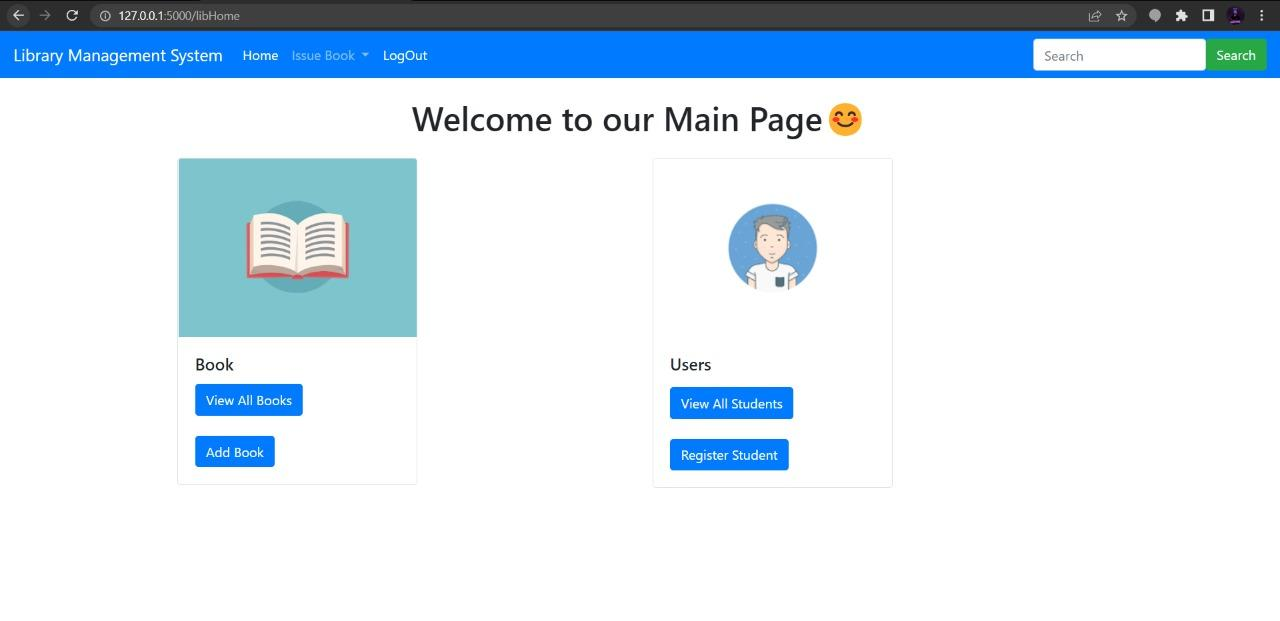 127.0.0.1:5000/libHome
Library Management System Home Issue Book LogOut Search Search
Welcome to our Main Page😊
Book
View All Books
Add Book
Users
View All Students
Register Student